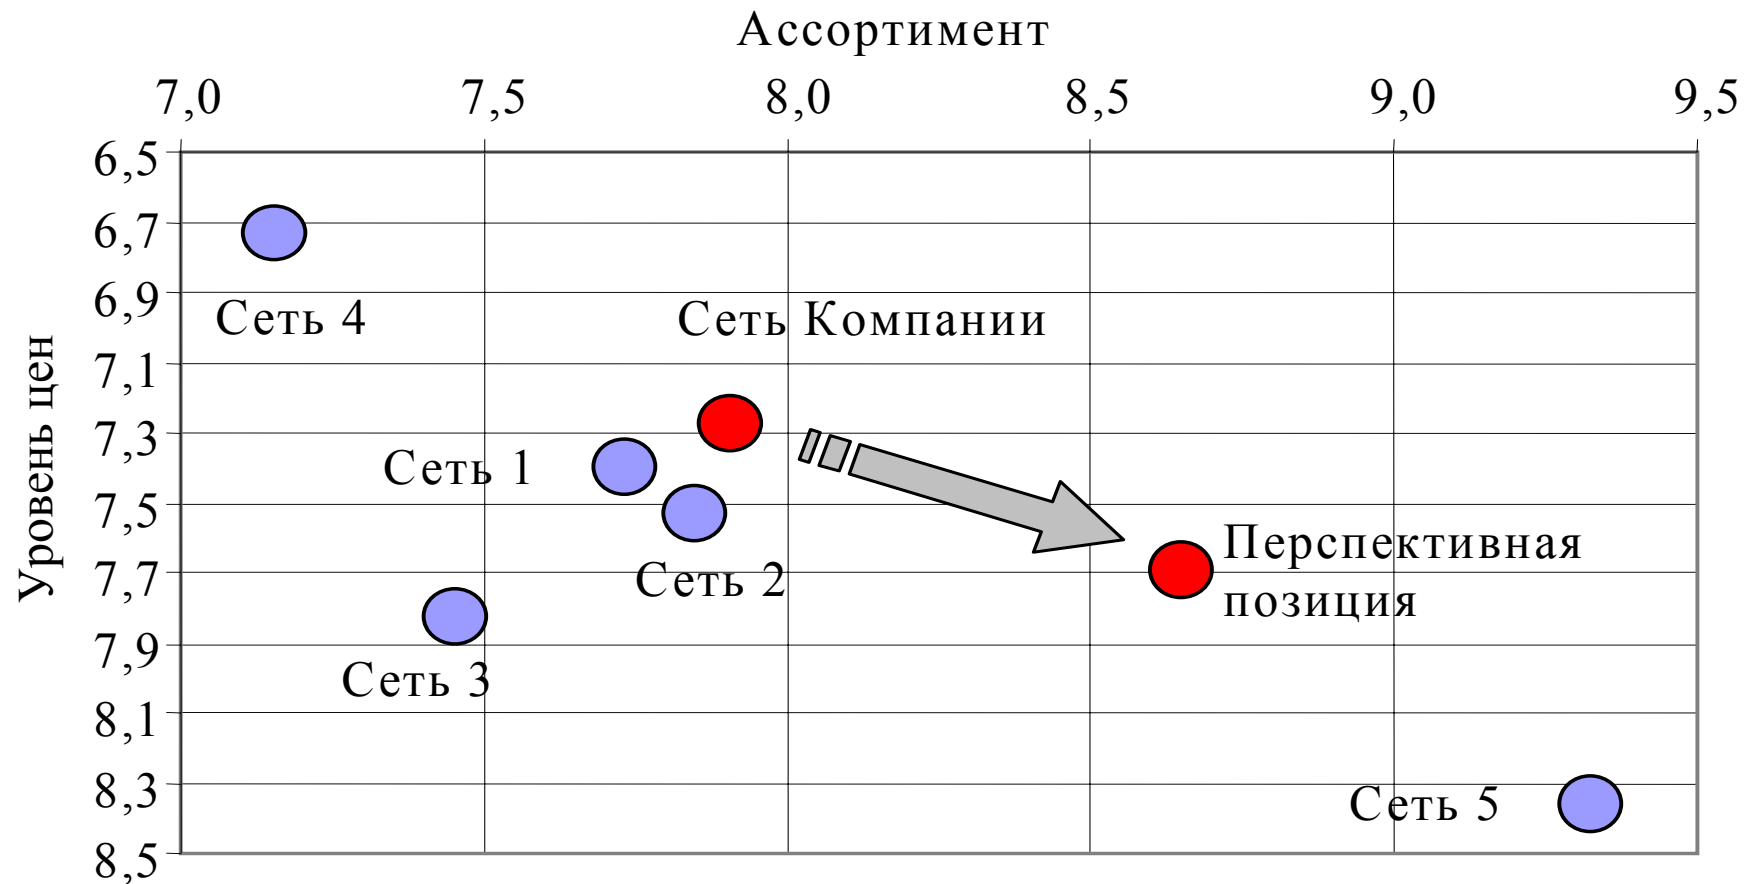 Ассортимент
7,0 7,5 8,0 8,5 9,0 9,5
6,5
6,7
6,9
Сеть 4 Сеть Компании
7,1
7,3
Сеть 1
7,5
Перспективная
7,7
Сеть 2
позиция
7,9
Сеть 3
8,1
8,3
Сеть 5
8,5
Уровень цен